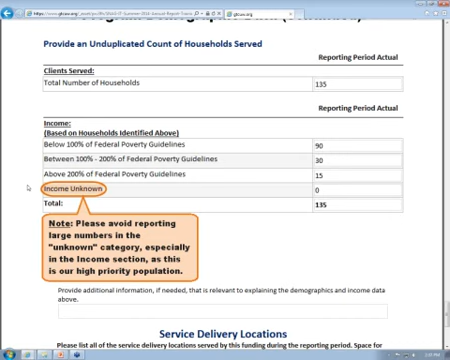 Provide an Unduplicated Count of Households Served
Reporting Period Actual
Clients Served:
Total Number of Households 135
Reporting Period Actual
Income:
(Based on Households Identified Above)
Below 100% of Federal Poverty Guidelines 90
Between 100% - 200% of Federal Poverty Guidelines 30
Above 200% of Federal Poverty Guidelines 15
Income Unknown 0
Total: 135
Note: Please avoid reporting
large numbers in the
"unknown" category, especially
in the Income section, as this
is our high priority population.
Provide additional information, if needed, that is relevant to explaining the demographics and income data
above.
Service Delivery Locations
Please list all of the service delivery locations served by this funding during the reporting period. Space for